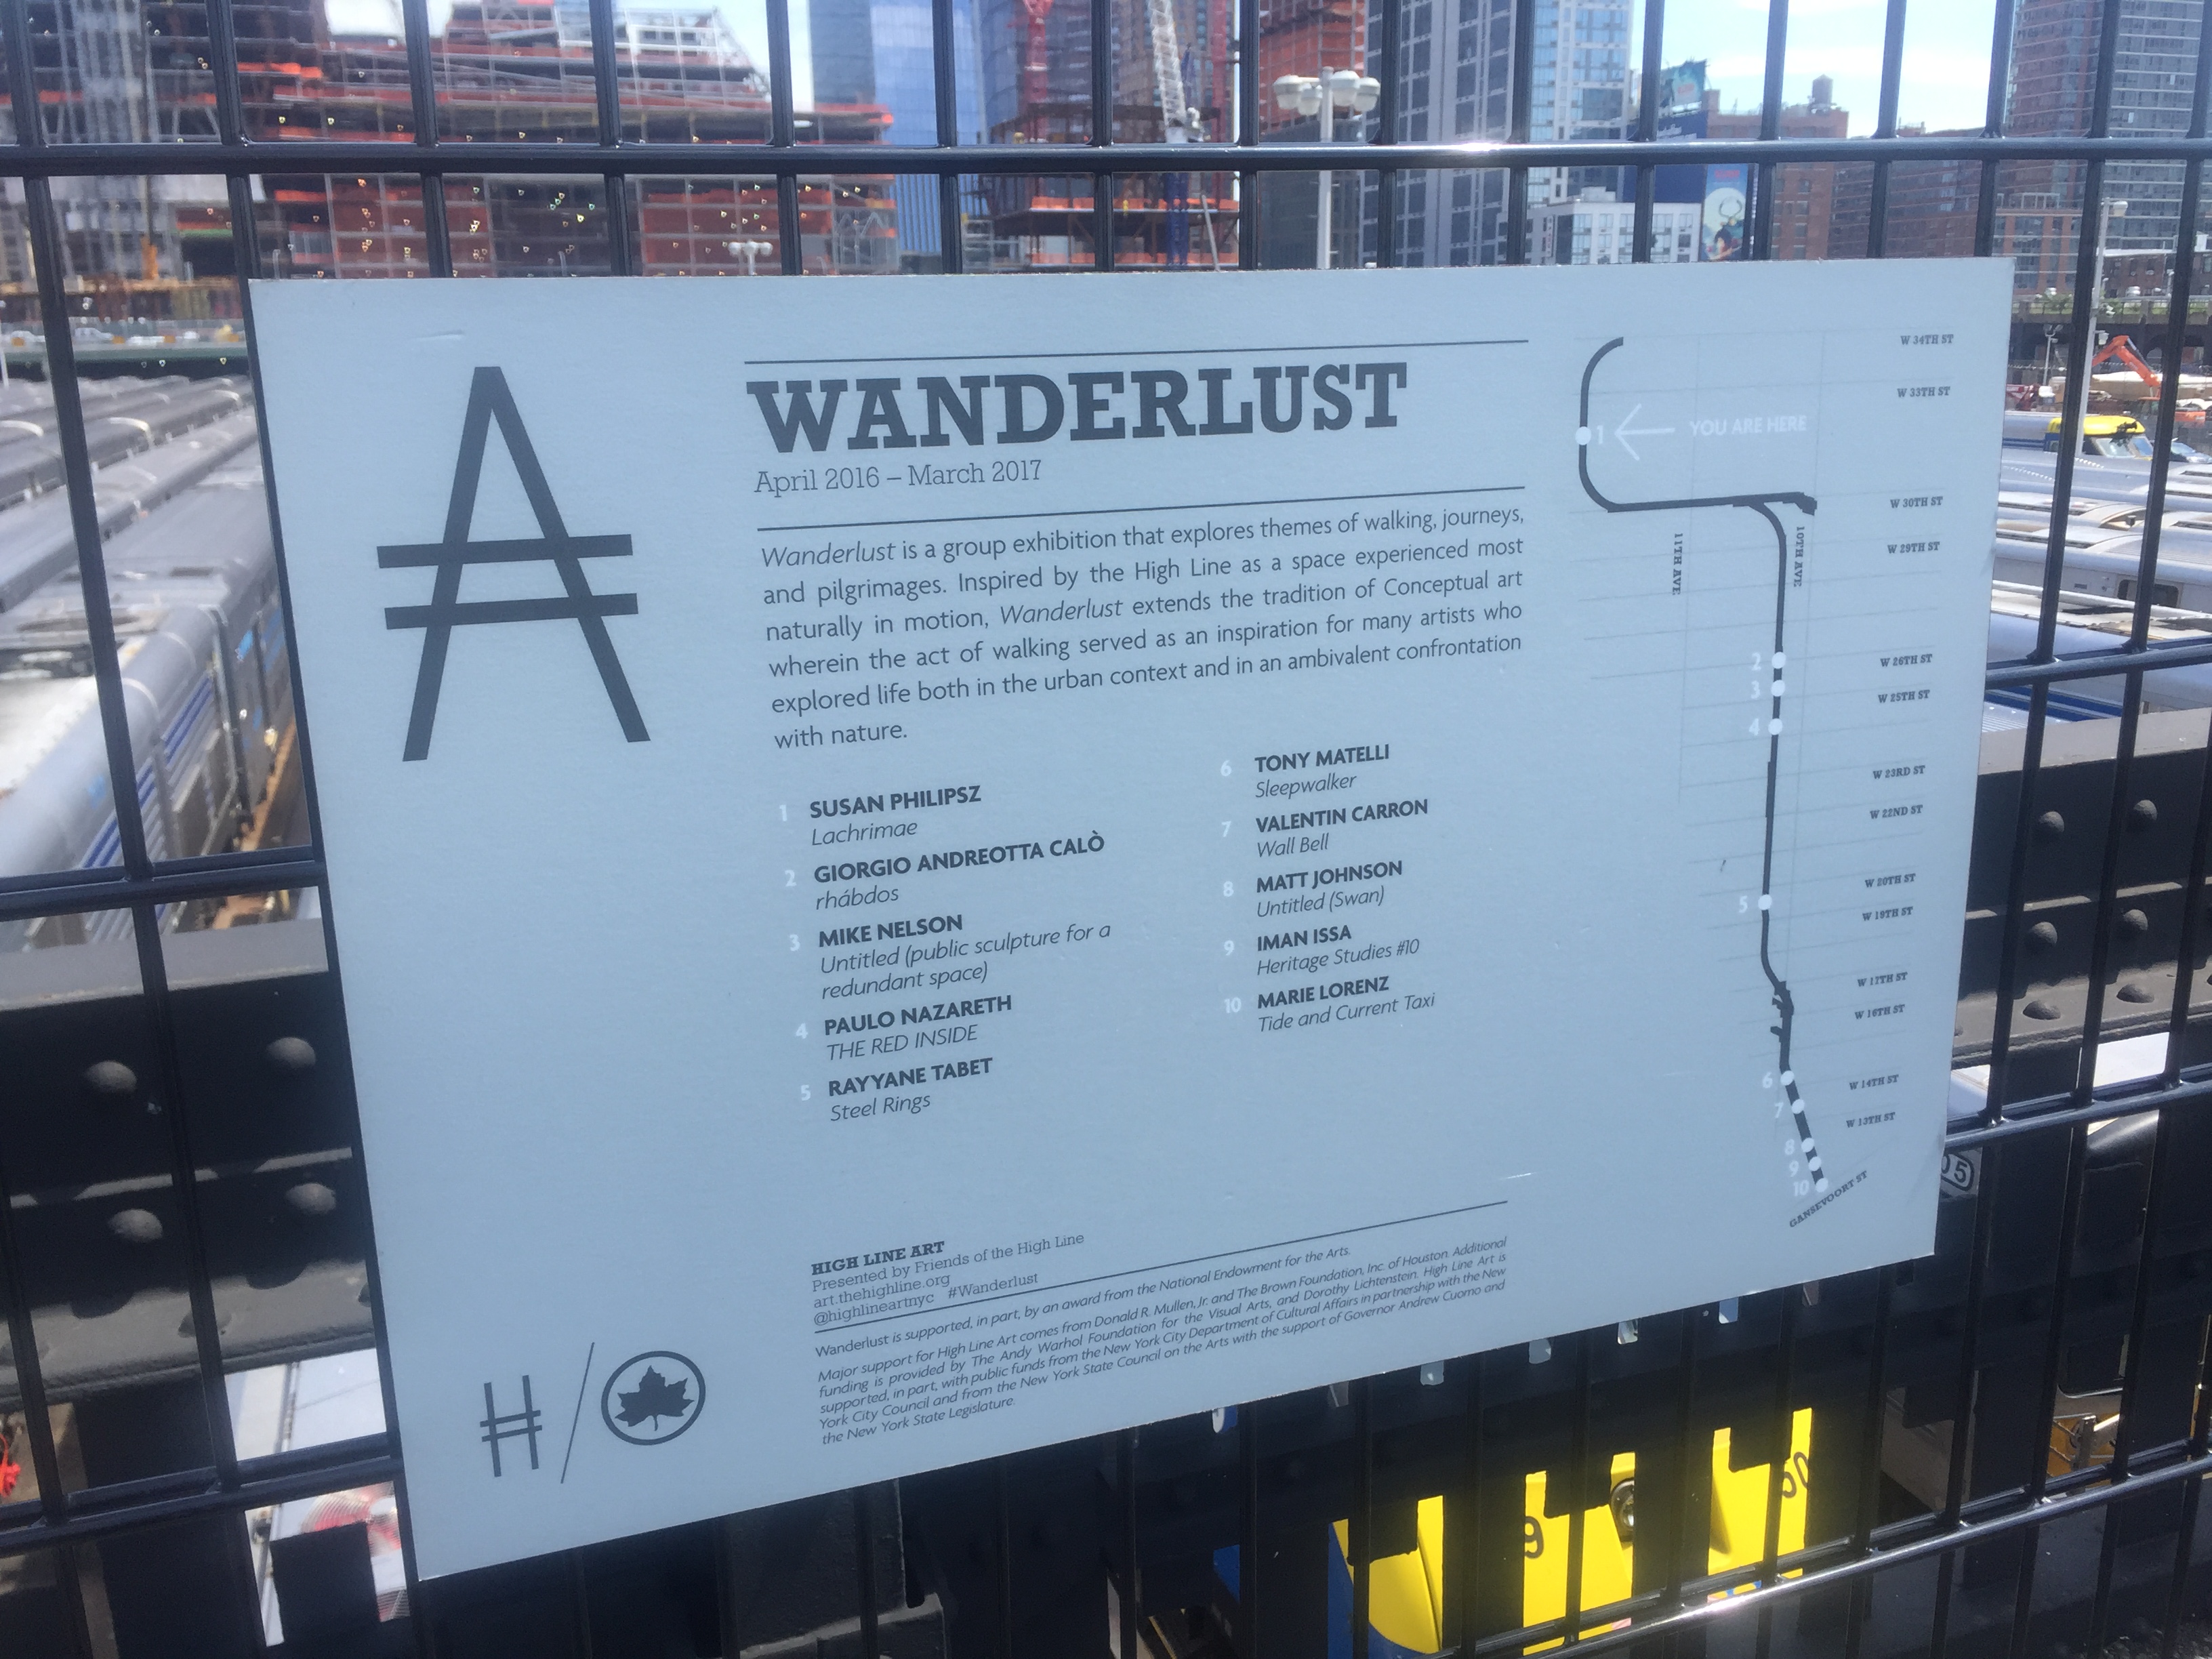 WANDERLUST
April 2016 – March 2017
Wanderlust is a group exhibition that explores themes of walking, journeys,
and pilgrimages. Inspired by the High Line as a space experienced most
naturally in motion, Wanderlust extends the tradition of Conceptual art
wherein the act of walking served as an inspiration for many artists who
explored life both in the urban context and in an ambivalent confrontation
with nature.
1 SUSAN PHILIPSZ
Lachrimae
2 GIORGIO ANDREOTTA CALÒ
rhábdos
3 MIKE NELSON
Untitled (public sculpture for a
redundant space)
4 PAULO NAZARETH
THE RED INSIDE
5 RAYYANE TABET
Steel Rings
6 TONY MATELLI
Sleepwalker
7 VALENTIN CARRON
Wall Bell
8 MATT JOHNSON
Untitled (Swan)
9 IMAN ISSA
Heritage Studies #10
10 MARIE LORENZ
Tide and Current Taxi
HIGH LINE ART
Presented by Friends of the High Line
art.thehighline.org
@highlineartnyc #Wanderlust
Wanderlust is supported, in part, by an award from the National Endowment for the Arts.
Major support for High Line Art comes from Donald R. Mullen, Jr. and The Brown Foundation, Inc. of Houston. Additional
funding is provided by The Andy Warhol Foundation for the Visual Arts, and Dorothy Lichtenstein. High Line Art is
supported, in part, with public funds from the New York City Department of Cultural Affairs in partnership with the New
York City Council and from the New York State Council on the Arts with the support of Governor Andrew Cuomo and
the New York State Legislature.
W 34TH ST
W 33TH ST
1 YOU ARE HERE
W 30TH ST
11TH AVE
10TH AVE
W 29TH ST
2
W 26TH ST
3
W 25TH ST
4
W 23RD ST
W 22ND ST
5
W 20TH ST
W 19TH ST
W 17TH ST
W 16TH ST
6
W 14TH ST
7
W 13TH ST
8
9
10
GANSEVOORT ST
05
9
00